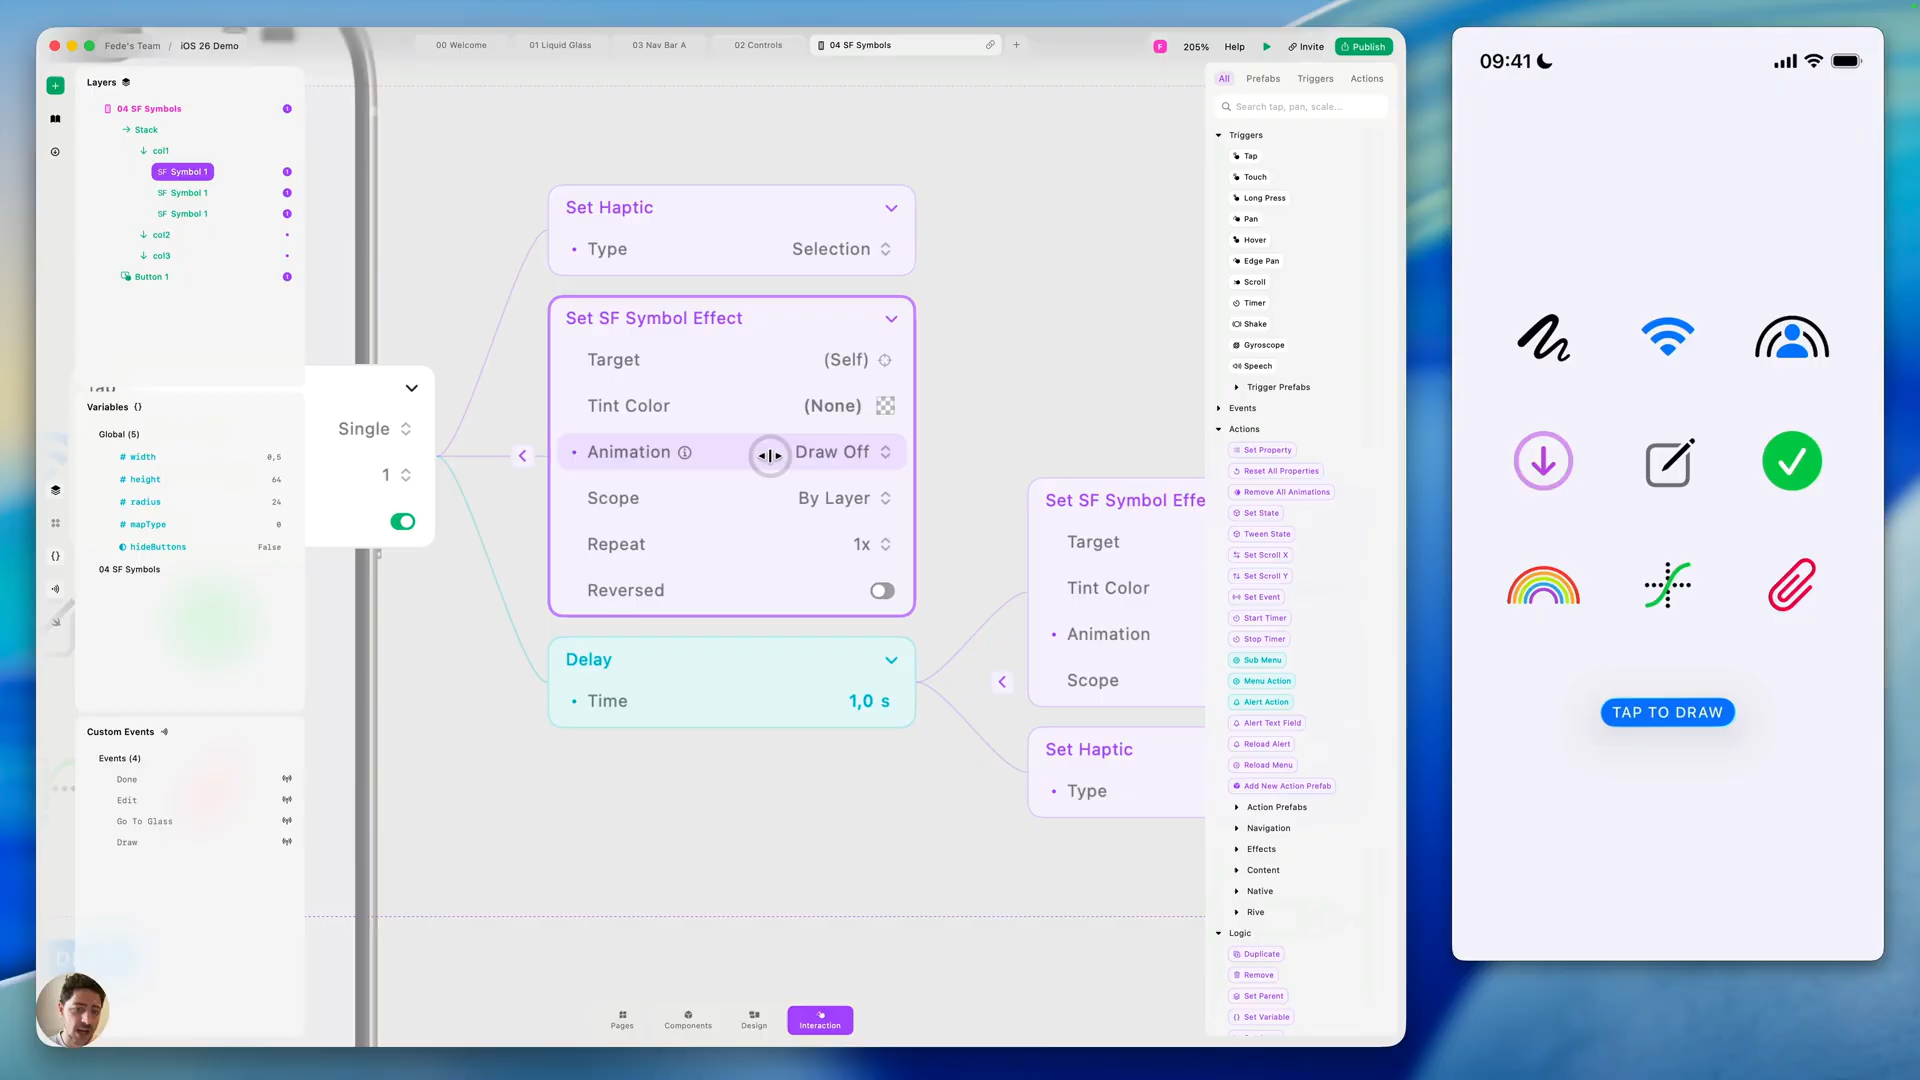 Fede's Team / iOS 26 Demo
00 Welcome
01 Liquid Glass
03 Nav Bar A
02 Controls
04 SF Symbols
F
205%
Help
Invite
Publish
Layers
04 SF Symbols
1
Stack
col1
SF Symbol 1
1
SF Symbol 1
1
SF Symbol 1
1
col2
col3
Button 1
1
Variables {}
Global (5)
# width 0,5
# height 64
# radius 24
# mapType 0
hideButtons False
04 SF Symbols
{}
Custom Events
Events (4)
Done
Edit
Go To Glass
Draw
Single
1
Set Haptic
Type Selection
Set SF Symbol Effect
Target (Self)
Tint Color (None)
Animation Draw Off
Scope By Layer
Repeat 1x
Reversed
Delay
Time 1,0 s
Set SF Symbol Effe
Target
Tint Color
Animation
Scope
Set Haptic
Type
Pages
Components
Design
Interaction
All
Prefabs
Triggers
Actions
Search tap, pan, scale...
Triggers
Tap
Touch
Long Press
Pan
Hover
Edge Pan
Scroll
Timer
Shake
Gyroscope
Speech
Trigger Prefabs
Events
Actions
Set Property
Reset All Properties
Remove All Animations
Set State
Tween State
Set Scroll X
Set Scroll Y
Set Event
Start Timer
Stop Timer
Sub Menu
Menu Action
Alert Action
Alert Text Field
Reload Alert
Reload Menu
Add New Action Prefab
Action Prefabs
Navigation
Effects
Content
Native
Rive
Logic
Duplicate
Remove
Set Parent
{} Set Variable
09:41
TAP TO DRAW